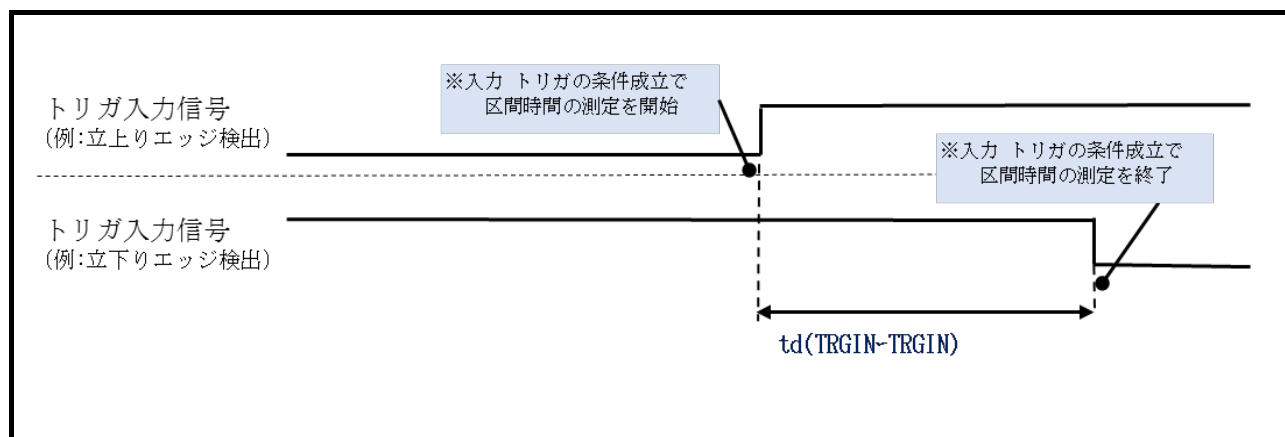 ※入力 トリガの条件成立で
区間時間の測定を開始
トリガ入力信号
(例:立上りエッジ検出)
※入力 トリガの条件成立で
区間時間の測定を終了
トリガ入力信号
(例:立下りエッジ検出)
td(TRGIN-TRGIN)